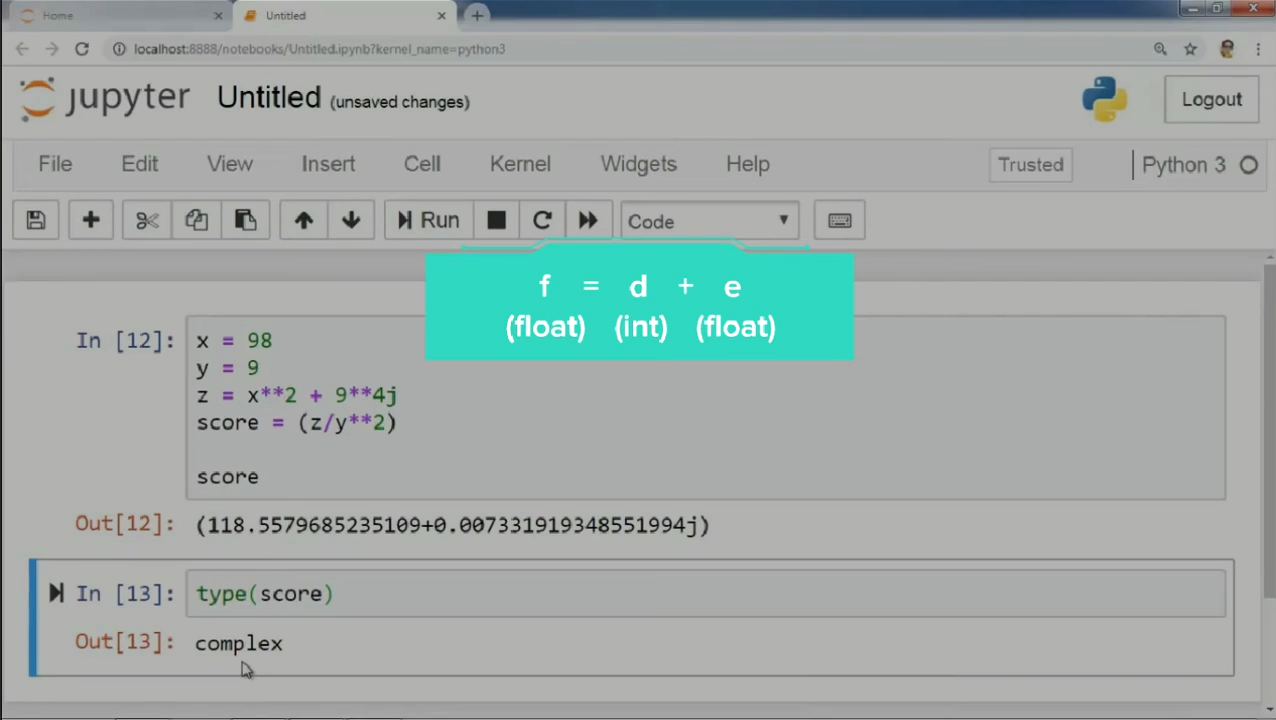 Home
Untitled
localhost:8888/notebooks/Untitled.ipynb?kernel_name=python3
jupyter Untitled (unsaved changes)
Logout
File Edit View Insert Cell Kernel Widgets Help
Trusted
Python 3
Run
Code
f = d + e
(float) (int) (float)
In [12]: x = 98
y = 9
z = x**2 + 9**4j
score = (z/y**2)
score
Out[12]: (118.5579685235109+0.007331919348551994j)
In [13]: type(score)
Out[13]: complex